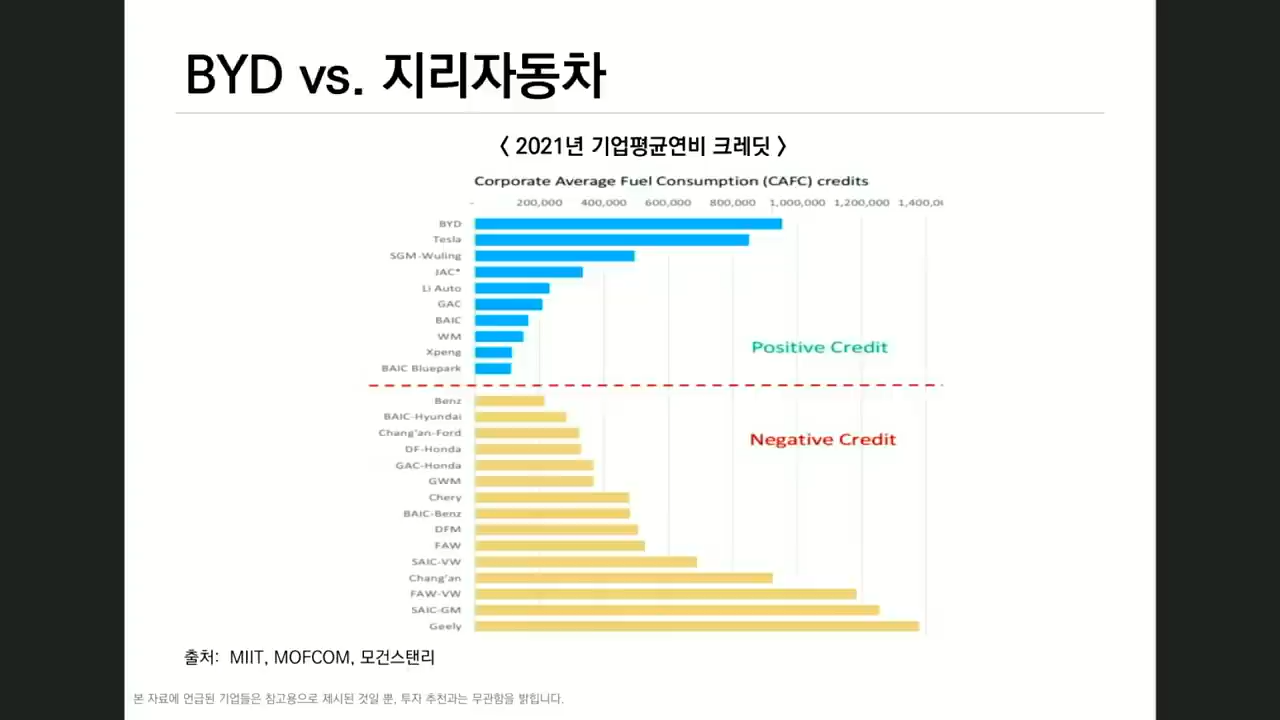 BYD vs. 지리자동차
< 2021년 기업평균연비 크레딧 >
Corporate Average Fuel Consumption (CAFC) credits
- 200,000 400,000 600,000 800,000 1,000,000 1,200,000
BYD
Tesla
SGM-Wuling
JAC*
Li Auto
GAC
BAIC
WM
Xpeng
Positive Credit
BAIC Bluepark
Benz
BAIC-Hyundai
Chang'an-Ford
Negative Credit
DF-Honda
GAC-Honda
GWM
Chery
BAIC-Benz
DFM
FAW
SAIC-VW
Chang'an
FAW-VW
SAIC-GM
Geely
출처: MIIT, MOFCOM, 모건스탠리
본 자료에 언급된 기업들은 참고용으로 제시된 것일 뿐, 투자 추천과는 무관함을 밝힙니다.